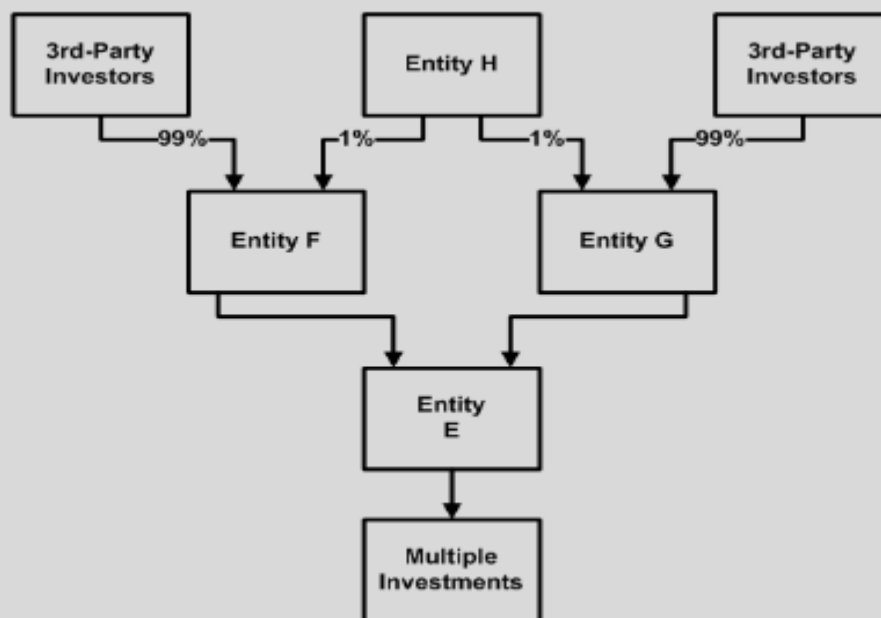 3rd-Party
Investors
Entity H
3rd-Party
Investors
99%
1%
1%
99%
Entity F
Entity G
Entity
E
Multiple
Investments